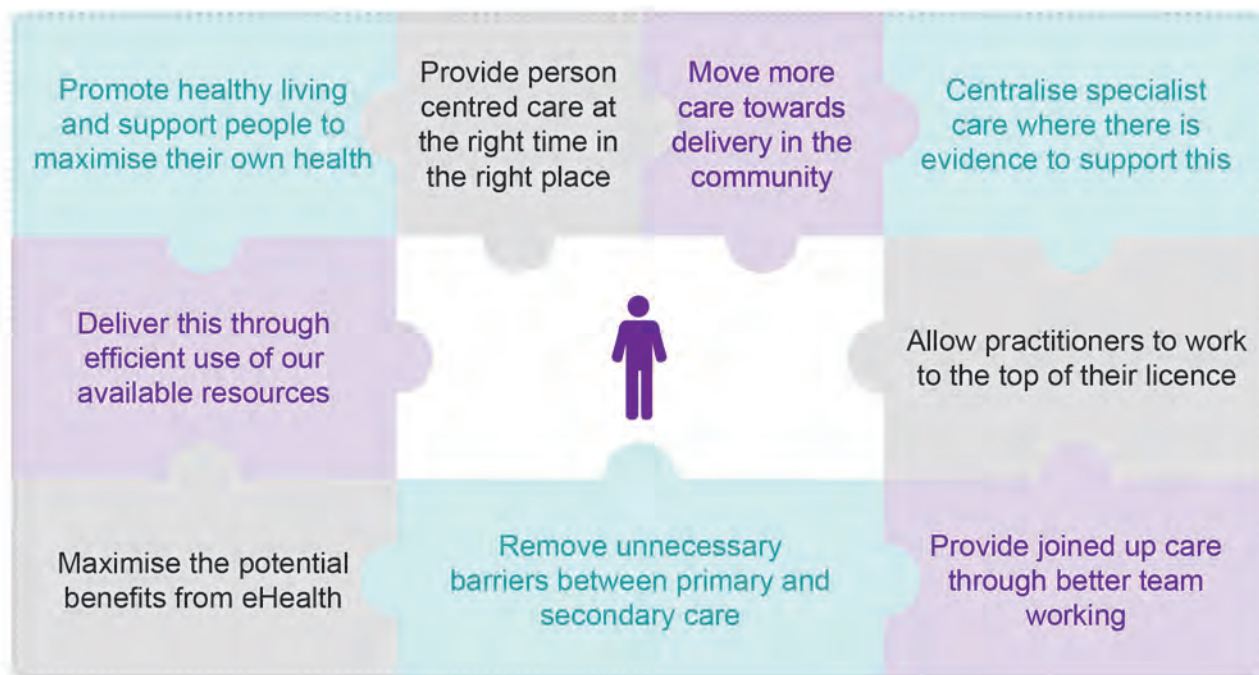 Promote healthy living
and support people to
maximise their own health
Provide person
centred care at
the right time in
the right place
Move more
care towards
delivery in the
community
Centralise specialist
care where there is
evidence to support this
Deliver this through
efficient use of our
available resources
Allow practitioners to work
to the top of their licence
Maximise the potential
benefits from eHealth
Remove unnecessary
barriers between primary and
secondary care
Provide joined up care
through better team
working